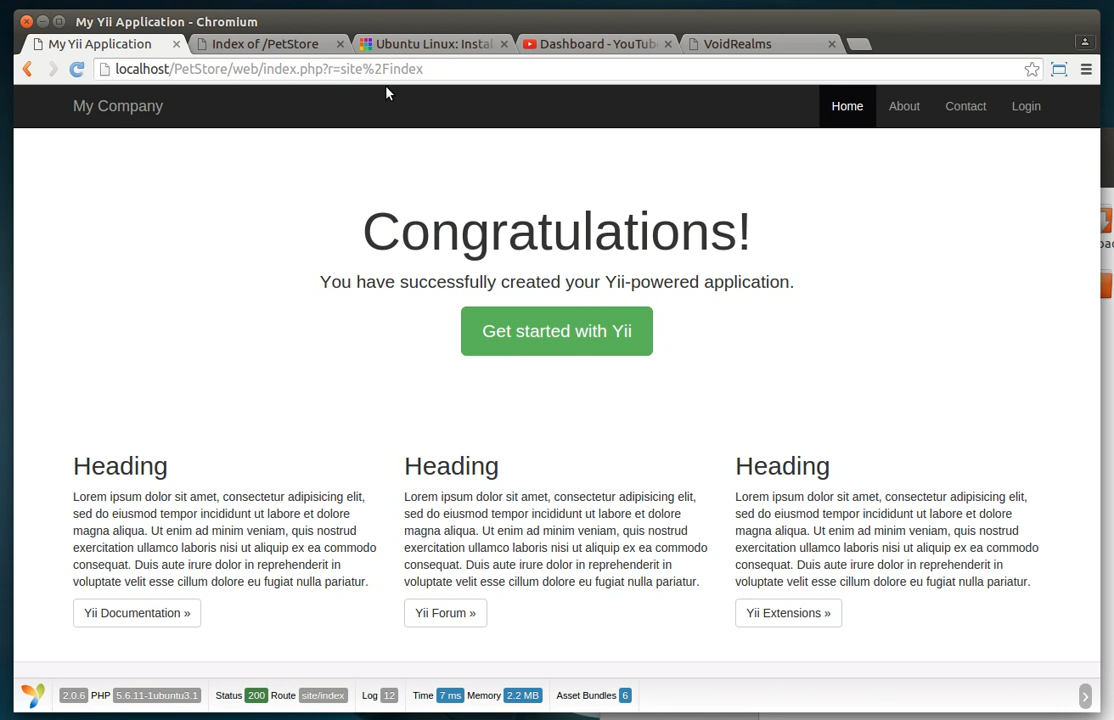 My Yii Application - Chromium
My Yii Application
Index of /PetStore
Ubuntu Linux: Instal
Dashboard - YouTub
VoidRealms
localhost/PetStore/web/index.php?r=site%2Findex
My Company
Home
About
Contact
Login
Congratulations!
You have successfully created your Yii-powered application.
Get started with Yii
Heading
Lorem ipsum dolor sit amet, consectetur adipisicing elit,
sed do eiusmod tempor incididunt ut labore et dolore
magna aliqua. Ut enim ad minim veniam, quis nostrud
exercitation ullamco laboris nisi ut aliquip ex ea commodo
consequat. Duis aute irure dolor in reprehenderit in
voluptate velit esse cillum dolore eu fugiat nulla pariatur.
Yii Documentation »
Heading
Lorem ipsum dolor sit amet, consectetur adipisicing elit,
sed do eiusmod tempor incididunt ut labore et dolore
magna aliqua. Ut enim ad minim veniam, quis nostrud
exercitation ullamco laboris nisi ut aliquip ex ea commodo
consequat. Duis aute irure dolor in reprehenderit in
voluptate velit esse cillum dolore eu fugiat nulla pariatur.
Yii Forum »
Heading
Lorem ipsum dolor sit amet, consectetur adipisicing elit,
sed do eiusmod tempor incididunt ut labore et dolore
magna aliqua. Ut enim ad minim veniam, quis nostrud
exercitation ullamco laboris nisi ut aliquip ex ea commodo
consequat. Duis aute irure dolor in reprehenderit in
voluptate velit esse cillum dolore eu fugiat nulla pariatur.
Yii Extensions »
2.0.6 PHP 5.6.11-1ubuntu3.1 Status 200 Route site/index Log 12 Time 7 ms Memory 2.2 MB Asset Bundles 6